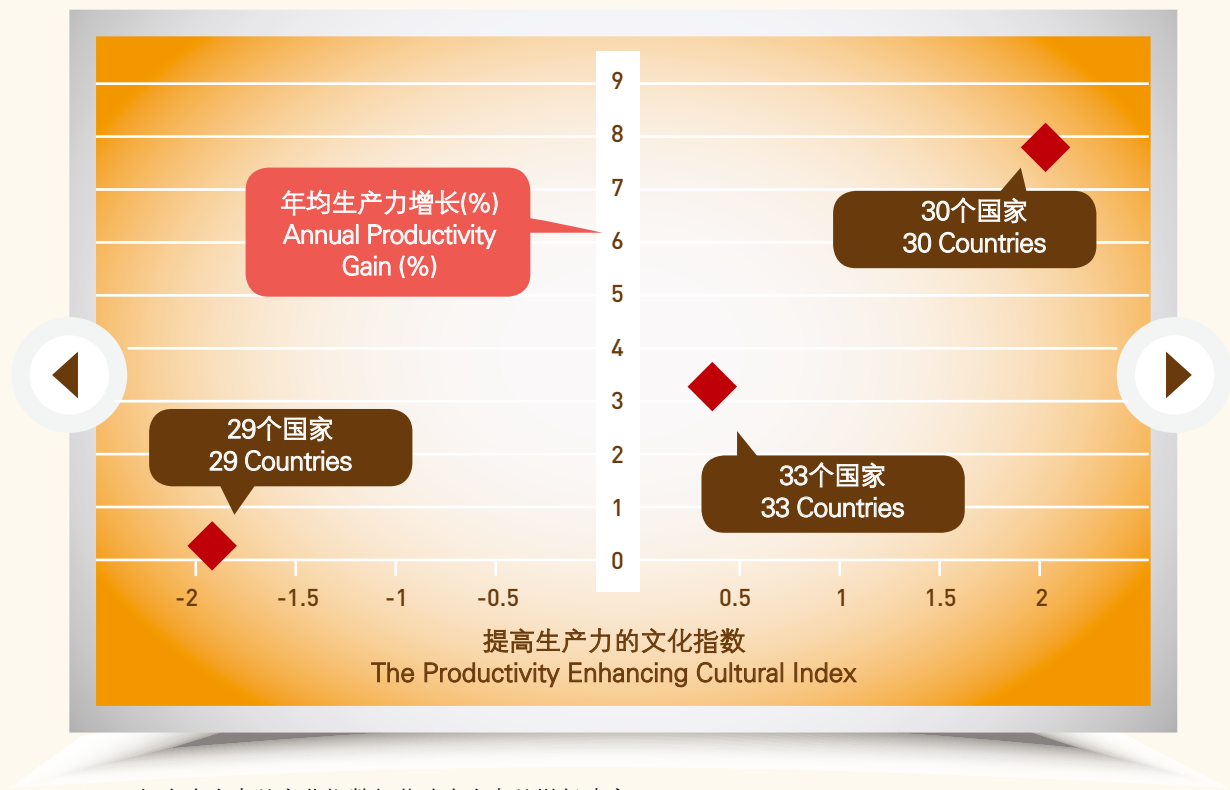 9
8
7
6
5
4
3
2
1
0
年均生产力增长(%)
Annual Productivity
Gain (%)
30个国家
30 Countries
29个国家
29 Countries
33个国家
33 Countries
-2 -1.5 -1 -0.5 0.5 1 1.5 2
提高生产力的文化指数
The Productivity Enhancing Cultural Index